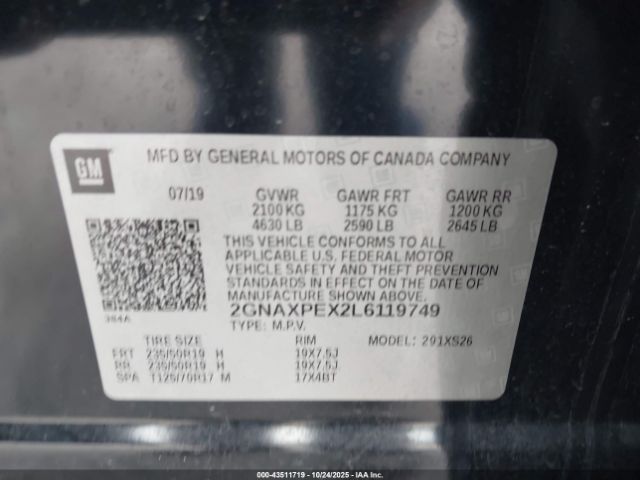 GM
MFD BY GENERAL MOTORS OF CANADA COMPANY
07/19 GVWR GAWR FRT GAWR RR
2100 KG 1175 KG 1200 KG
4630 LB 2590 LB 2645 LB
THIS VEHICLE CONFORMS TO ALL
APPLICABLE U.S. FEDERAL MOTOR
VEHICLE SAFETY AND THEFT PREVENTION
STANDARDS IN EFFECT ON THE DATE OF
MANUFACTURE SHOWN ABOVE.
384A
2GNAXPEX2L6119749
TYPE: M.P.V. MODEL: 291XS26
TIRE SIZE RIM
FRT 235/50R19 H 19X7.5J
RR 235/50R19 H 19X7.5J
SPA T125/70R17 M 17X4BT
000-43511719 | 10/24/2025 - IAA, Inc.